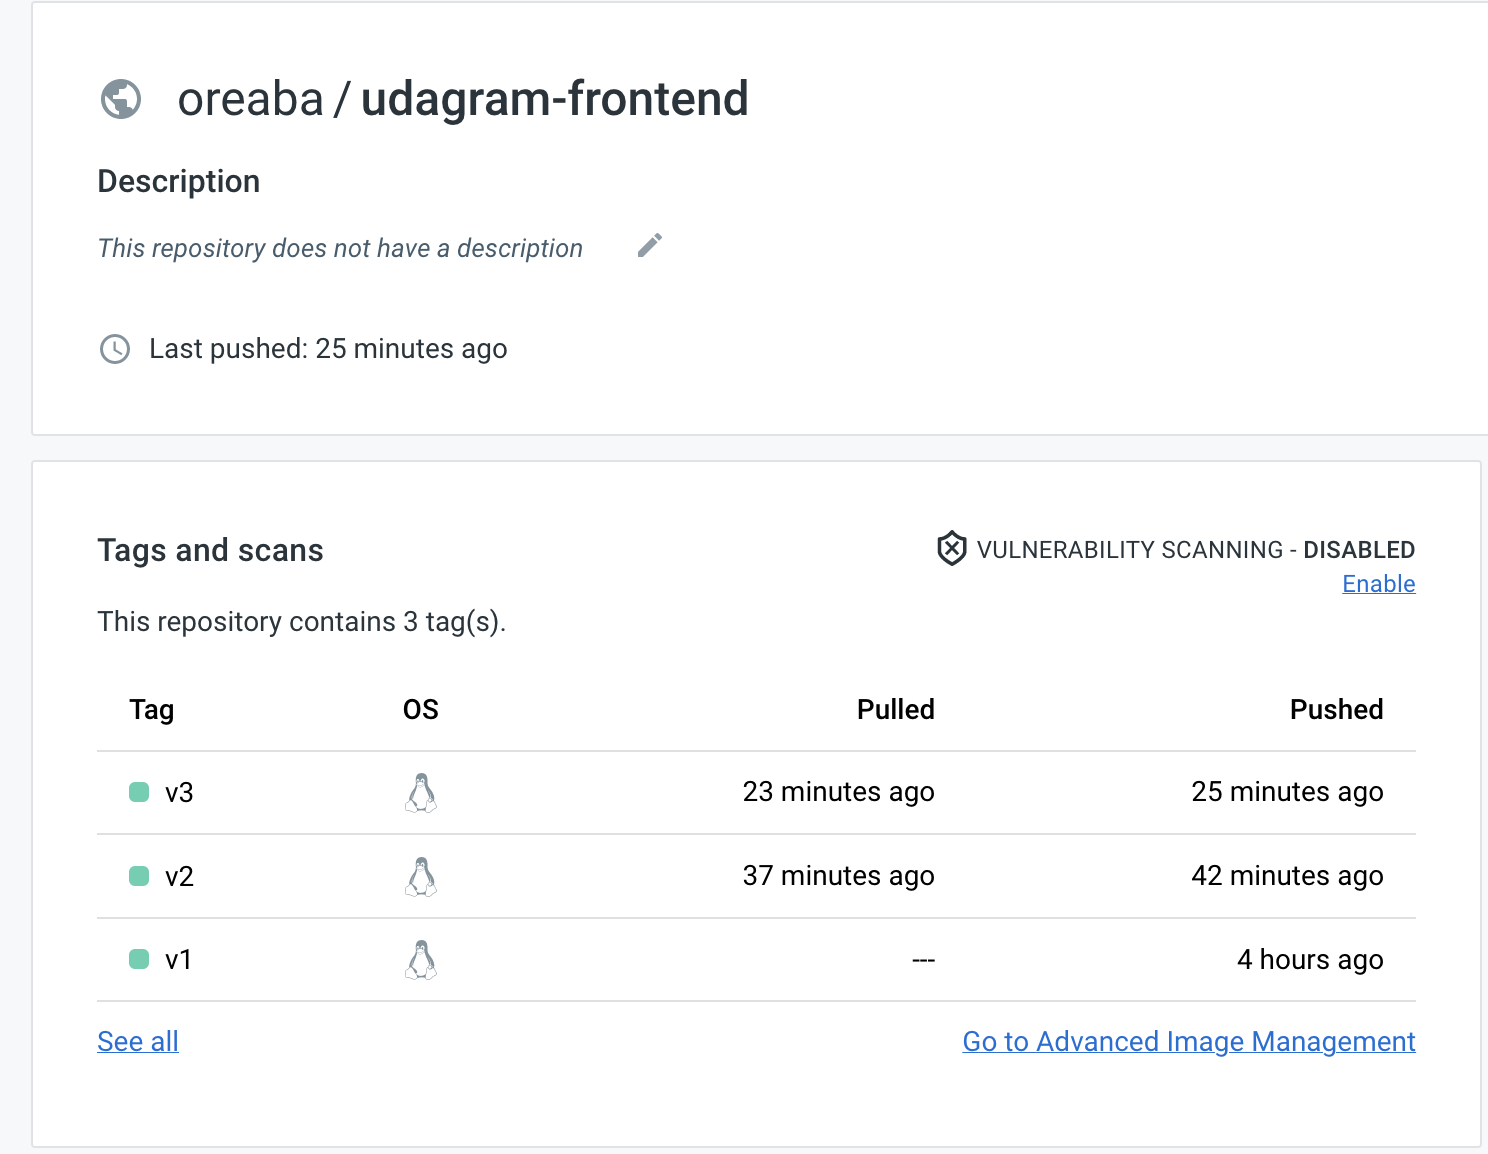 oreaba / udagram-frontend
Description
This repository does not have a description
Last pushed: 25 minutes ago
Tags and scans
VULNERABILITY SCANNING - DISABLED
Enable
This repository contains 3 tag(s).
Tag OS Pulled Pushed
v3 23 minutes ago 25 minutes ago
v2 37 minutes ago 42 minutes ago
v1 --- 4 hours ago
See all Go to Advanced Image Management